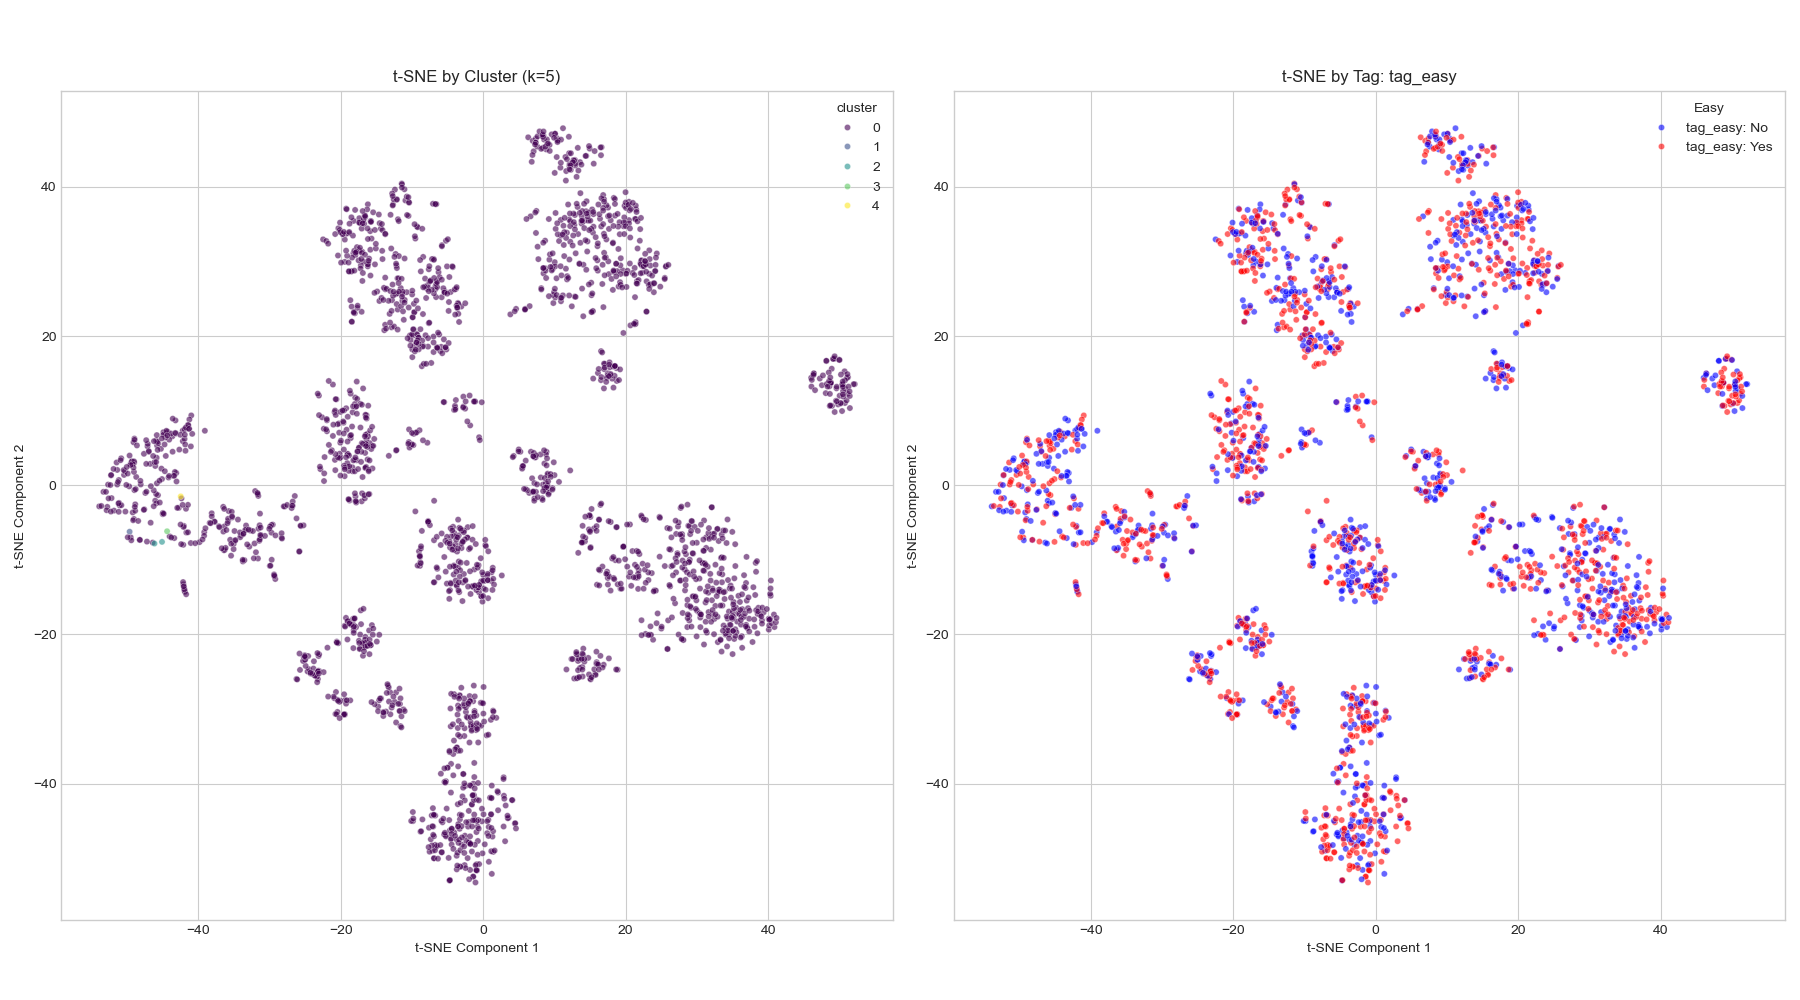 t-SNE by Cluster (k=5)
cluster
0
1
2
3
4
40
20
0
−20
−40
t-SNE Component 2
−40
−20
0
20
40
t-SNE Component 1
t-SNE by Tag: tag_easy
Easy
tag_easy: No
tag_easy: Yes
40
20
0
−20
−40
t-SNE Component 2
−40
−20
0
20
40
t-SNE Component 1